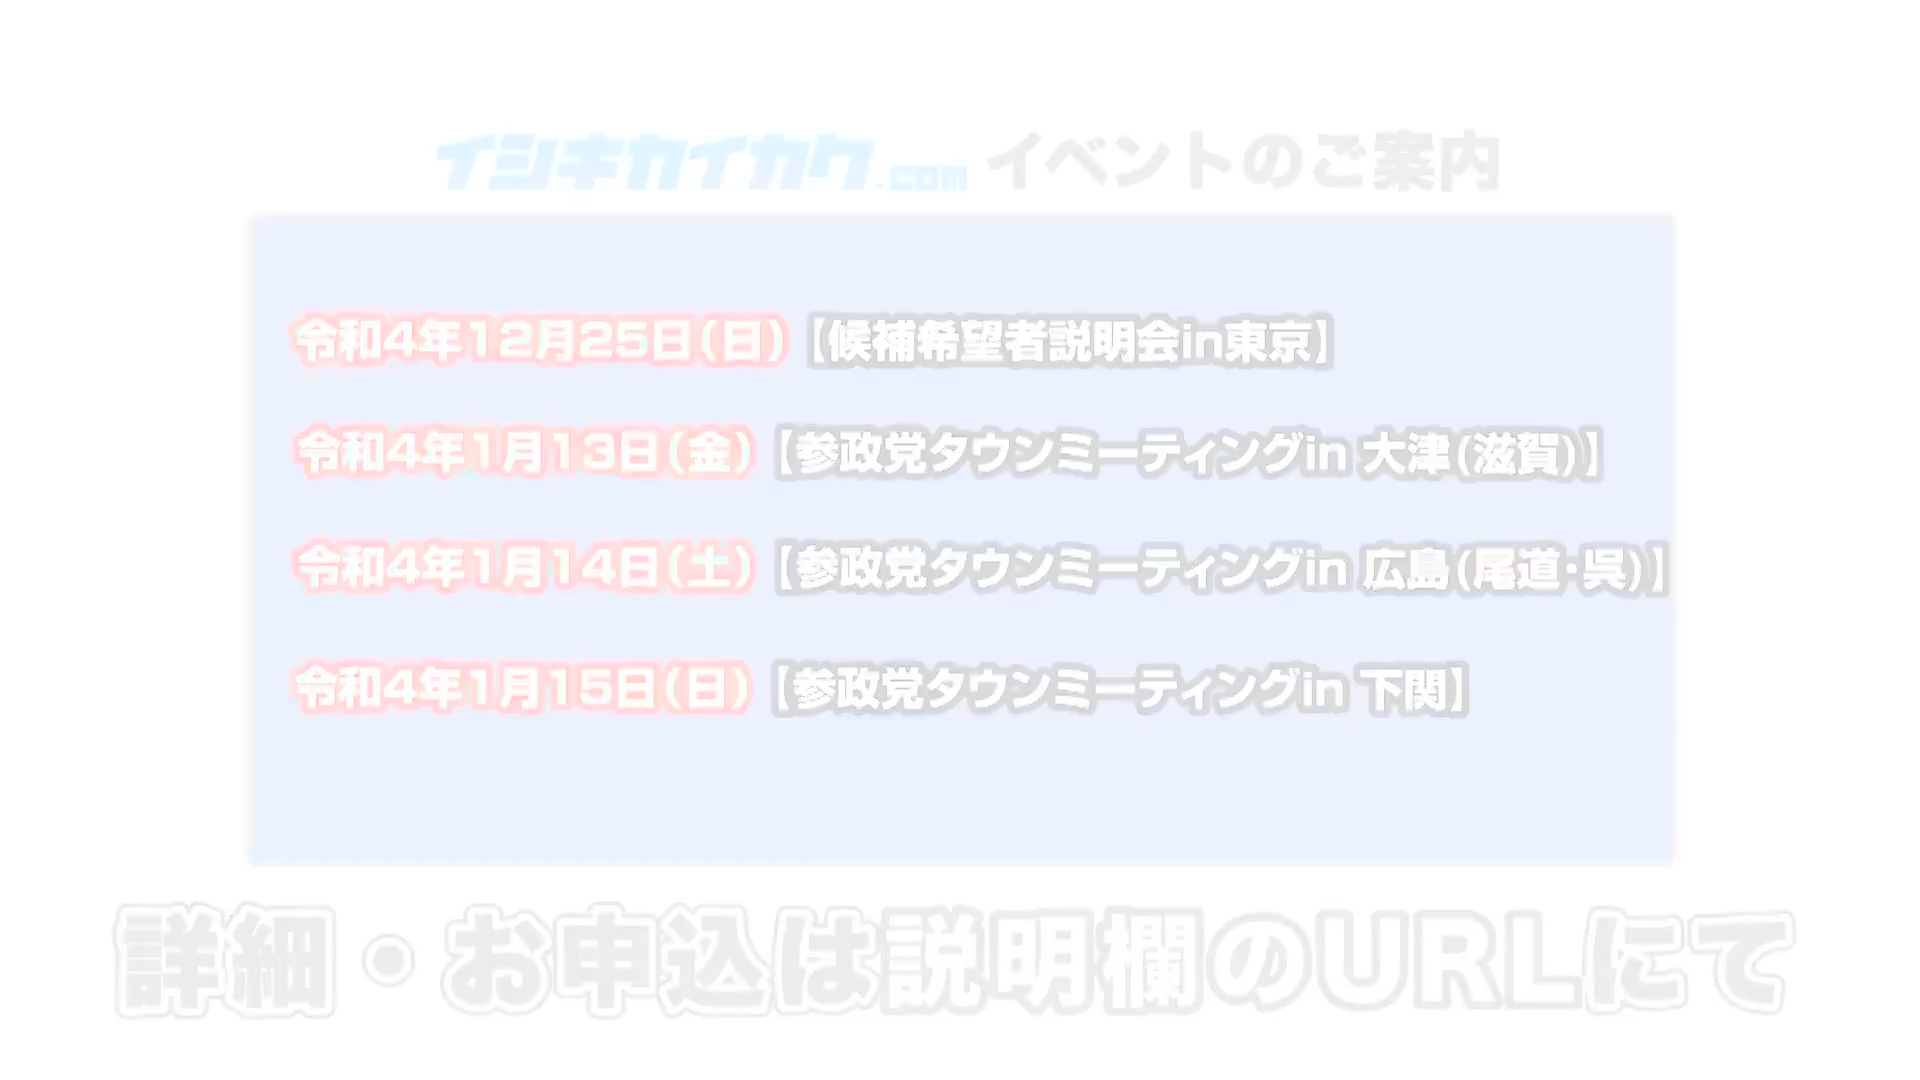 イシキカイカク.com イベントのご案内
令和4年12月25日(日)【候補希望者説明会in東京】
令和4年1月13日(金)【参政党タウンミーティングin 大津(滋賀)】
令和4年1月14日(土)【参政党タウンミーティングin 広島(尾道・呉)】
令和4年1月15日(日)【参政党タウンミーティングin 下関】
詳細・お申込は説明欄のURLにて